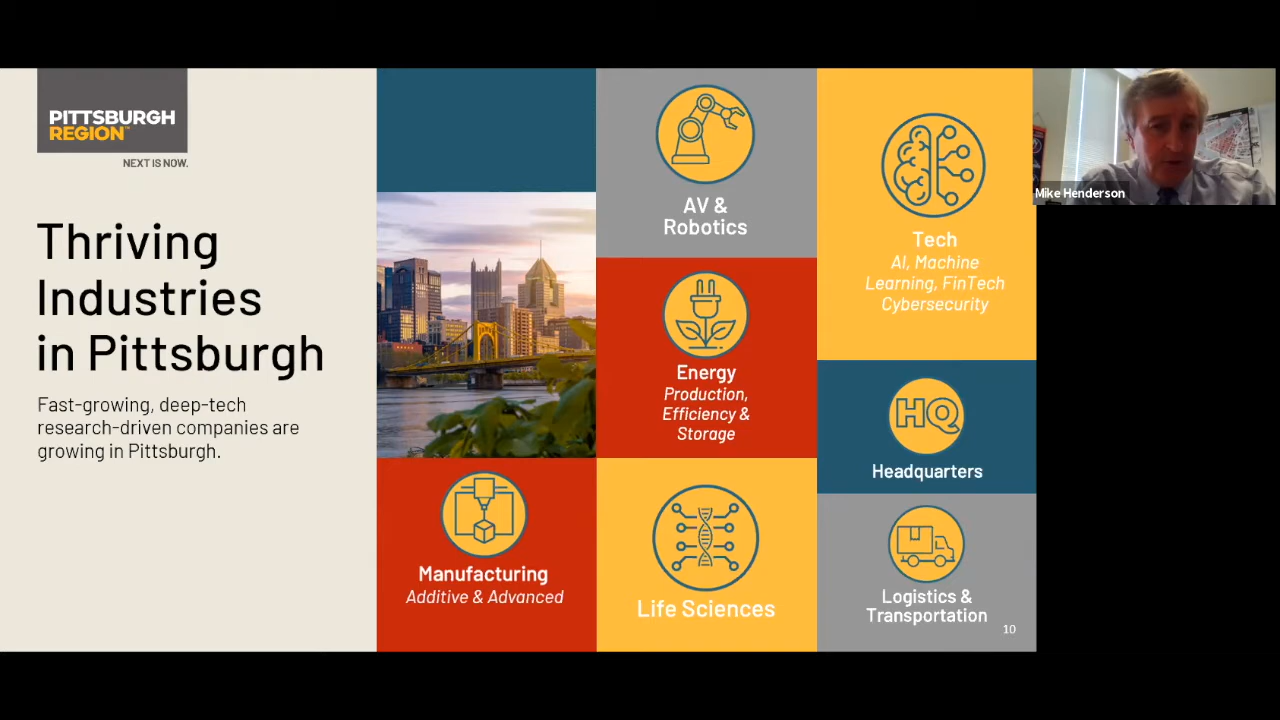 PITTSBURGH
REGION™
NEXT IS NOW.
Thriving
Industries
in Pittsburgh
Fast-growing, deep-tech
research-driven companies are
growing in Pittsburgh.
Manufacturing
Additive & Advanced
AV &
Robotics
Energy
Production,
Efficiency &
Storage
Life Sciences
Tech
AI, Machine
Learning, FinTech
Cybersecurity
HQ
Headquarters
Logistics &
Transportation
10
Mike Henderson